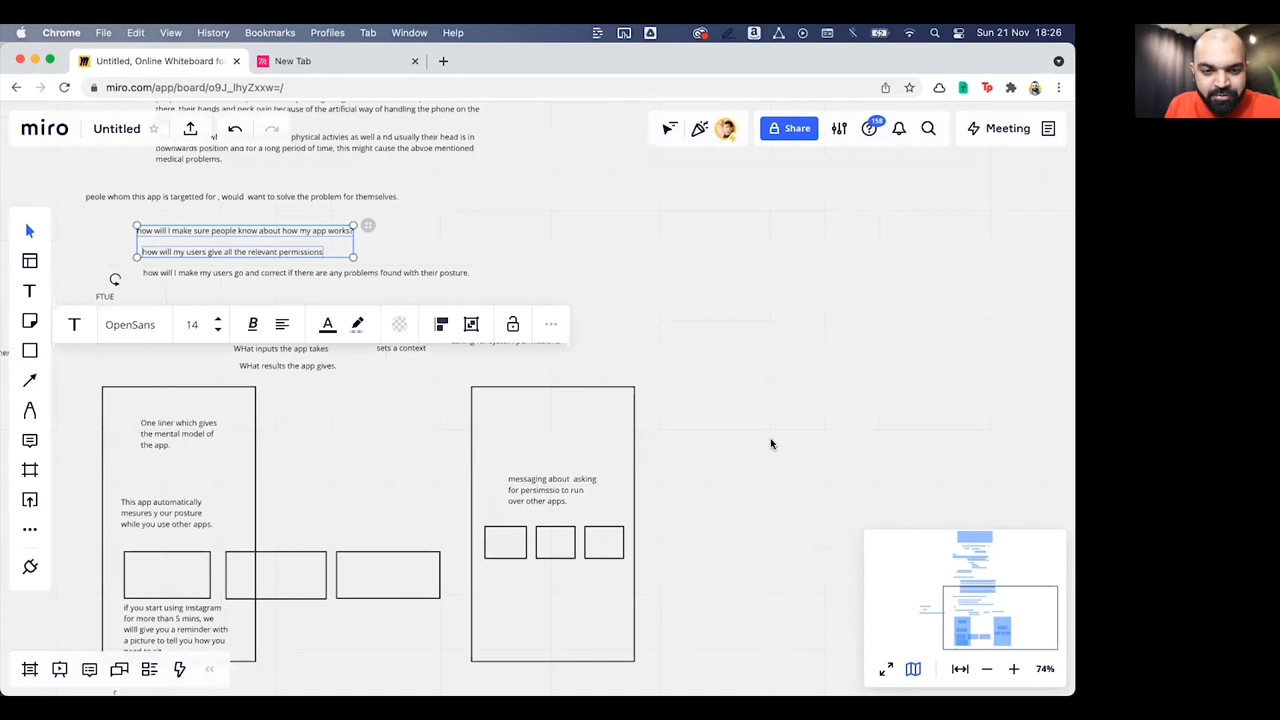 Chrome File Edit View History Bookmarks Profiles Tab Window Help
Sun 21 Nov 18:26
Untitled, Online Whiteboard fo
New Tab
miro.com/app/board/o9J_lhyZxxw=/
there, their hands and neck pain because of the artificial way of handling the phone on the
miro Untitled
physical activies as well a nd usually their head is in
downwards position and for a long period of time, this might cause the abvoe mentioned
medical problems.
158
Share
Meeting
peole whom this app is targetted for , would want to solve the problem for themselves.
how will I make sure people know about how my app works?
how will my users give all the relevant permissions
how will I make my users go and correct if there are any problems found with their posture.
FTUE
OpenSans 14
B
A
WHat inputs the app takes
sets a context
WHat results the app gives.
One liner which gives
the mental model of
the app.
This app automatically
mesures y our posture
while you use other apps.
if you start using instagram
for more than 5 mins, we
will give you a reminder with
a picture to tell you how you
messaging about asking
for persimssio to run
over other apps.
74%